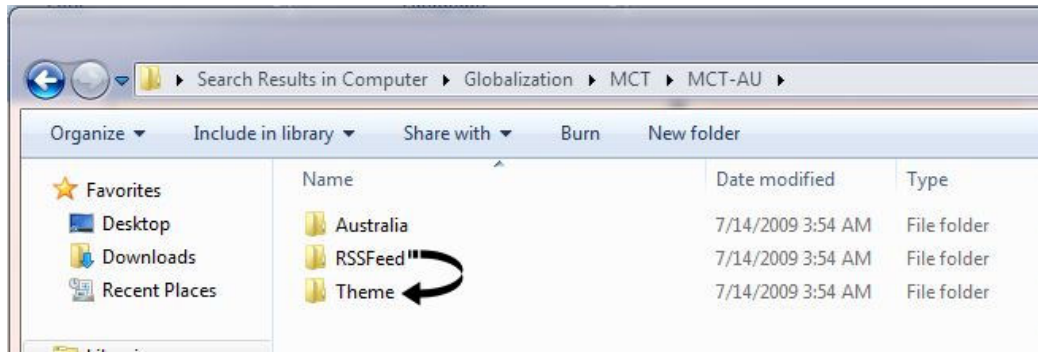 Search Results in Computer Globalization MCT MCT-AU
Organize Include in library Share with Burn New folder
Favorites Name Date modified Type
Desktop Australia 7/14/2009 3:54 AM File folder
Downloads RSSFeed 7/14/2009 3:54 AM File folder
Recent Places Theme 7/14/2009 3:54 AM File folder